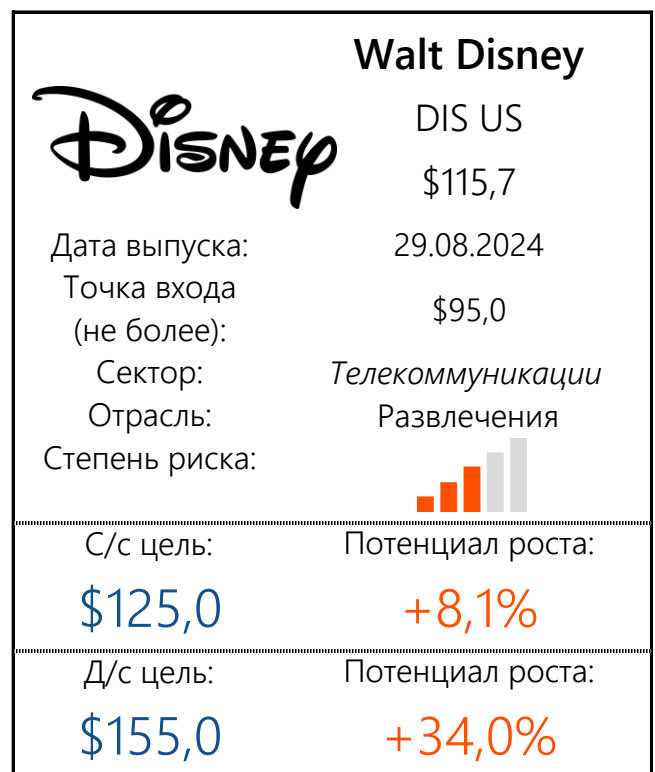 Walt Disney
DISNEY
DIS US
$115,7
Дата выпуска: 29.08.2024
Точка входа
(не более): $95,0
Сектор: Телекоммуникации
Отрасль: Развлечения
Степень риска:
С/с цель: Потенциал роста:
$125,0 +8,1%
Д/с цель: Потенциал роста:
$155,0 +34,0%